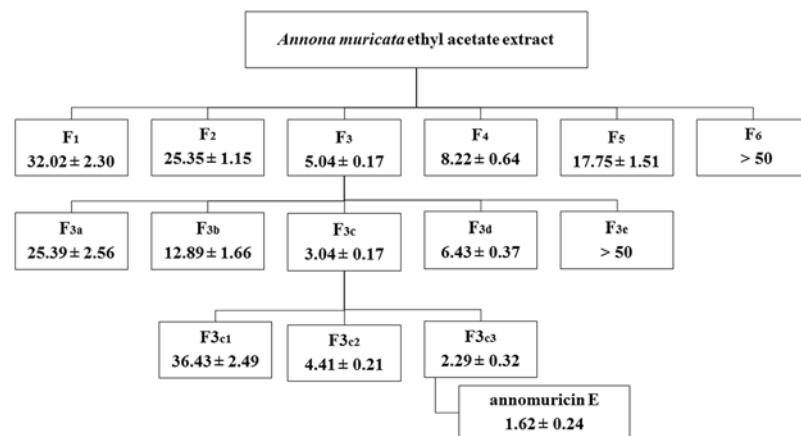 Annona muricata ethyl acetate extract
F1
32.02 ± 2.30
F2
25.35 ± 1.15
F3
5.04 ± 0.17
F4
8.22 ± 0.64
F5
17.75 ± 1.51
F6
> 50
F3a
25.39 ± 2.56
F3b
12.89 ± 1.66
F3c
3.04 ± 0.17
F3d
6.43 ± 0.37
F3e
> 50
F3c1
36.43 ± 2.49
F3c2
4.41 ± 0.21
F3c3
2.29 ± 0.32
annomuricin E
1.62 ± 0.24